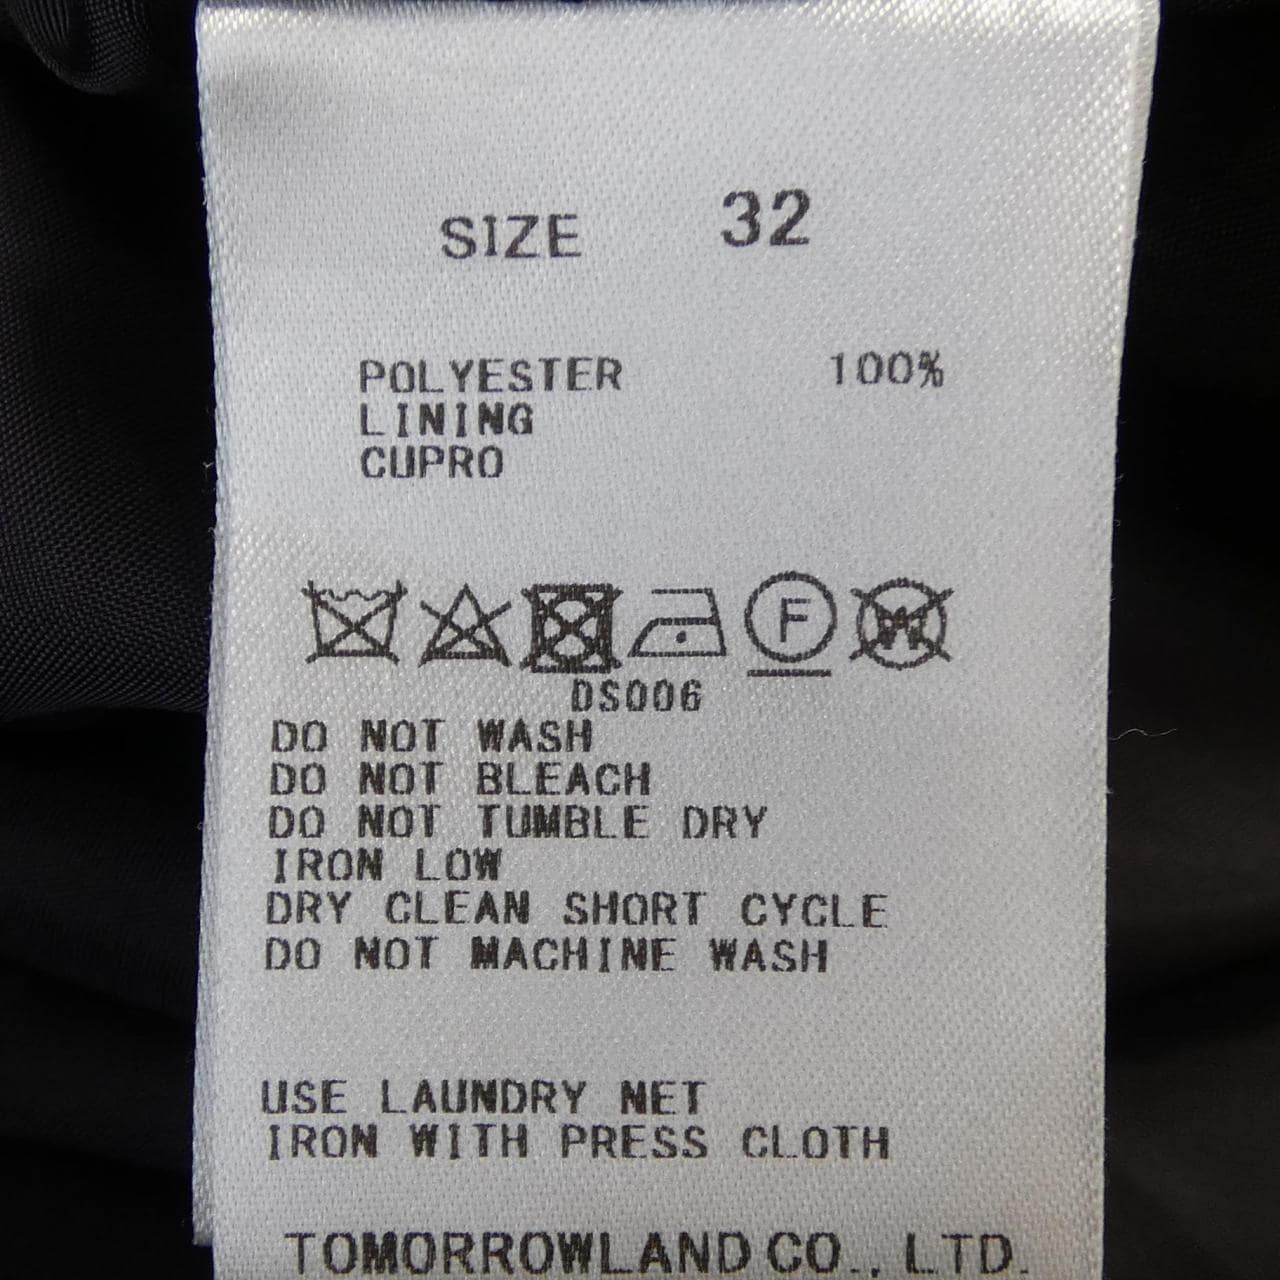 SIZE 32
POLYESTER 100%
LINING
CUPRO
F W
DS006
DO NOT WASH
DO NOT BLEACH
DO NOT TUMBLE DRY
IRON LOW
DRY CLEAN SHORT CYCLE
DO NOT MACHINE WASH
USE LAUNDRY NET
IRON WITH PRESS CLOTH
TOMORROWLAND CO., LTD.